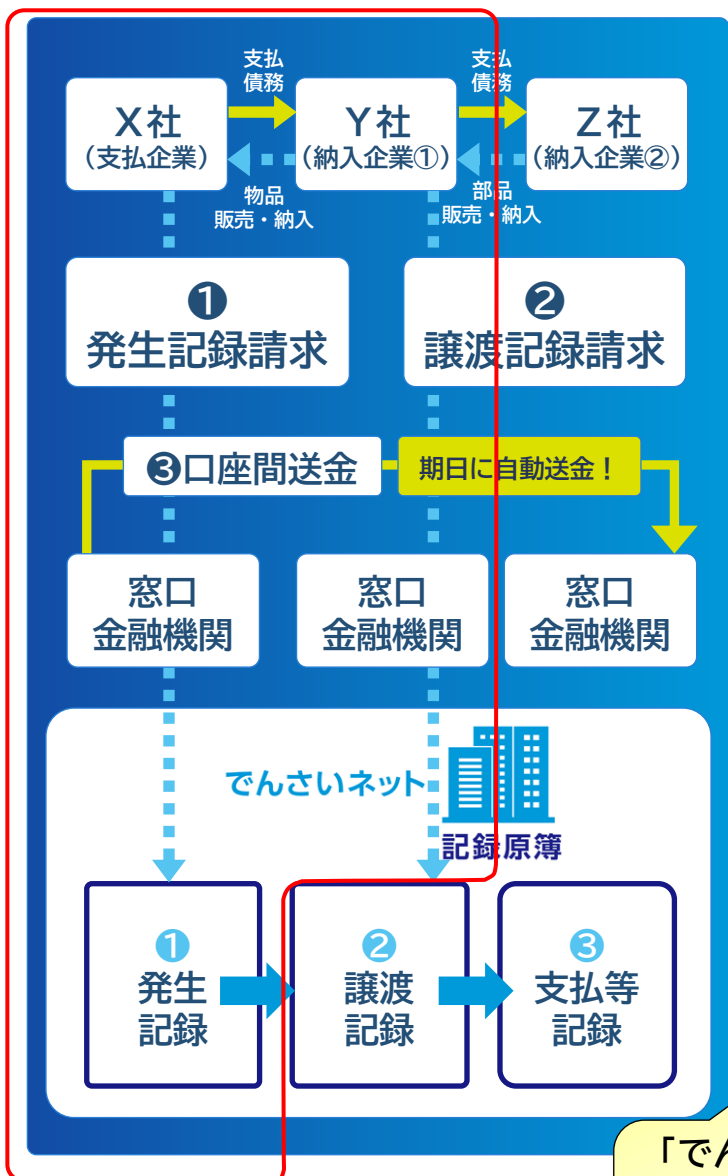 支払
債務
支払
債務
X社
(支払企業)
Y社
(納入企業①)
Z社
(納入企業②)
物品
販売・納入
部品
販売・納入
❶
発生記録請求
❷
譲渡記録請求
❸口座間送金
期日に自動送金！
窓口
金融機関
窓口
金融機関
窓口
金融機関
でんさいネット
記録原簿
❶
発生
記録
❷
譲渡
記録
❸
支払等
記録
「でん